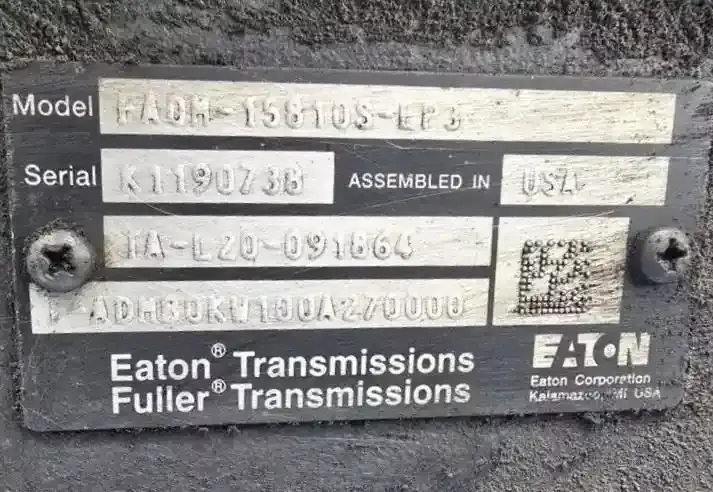 Model FAOM-15810S-EP3
Serial K1190738 ASSEMBLED IN USA
TA-L20-091864
Eaton® Transmissions
Fuller® Transmissions
EATON
Eaton Corporation
Kalamazoo, MI USA